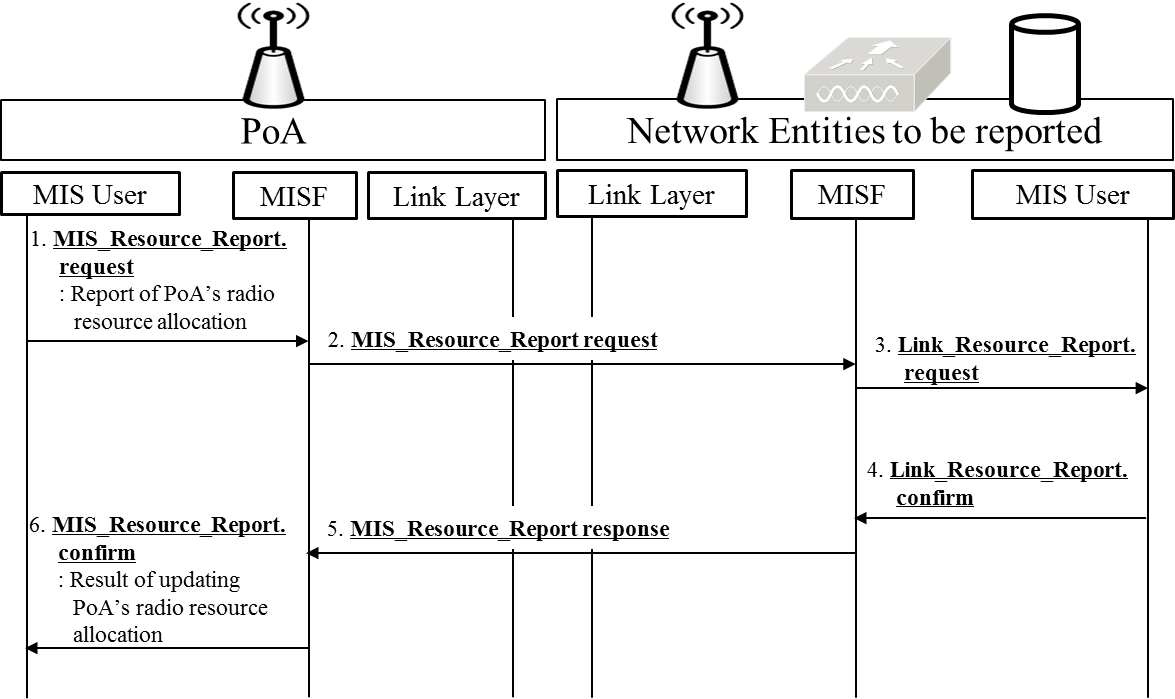 PoA
Network Entities to be reported
MIS User
MISF
Link Layer
Link Layer
MISF
MIS User
1. MIS_Resource_Report.
request
: Report of PoA's radio
resource allocation
2. MIS_Resource_Report request
3. Link_Resource_Report.
request
4. Link_Resource_Report.
confirm
5. MIS_Resource_Report response
6. MIS_Resource_Report.
confirm
: Result of updating
PoA's radio resource
allocation